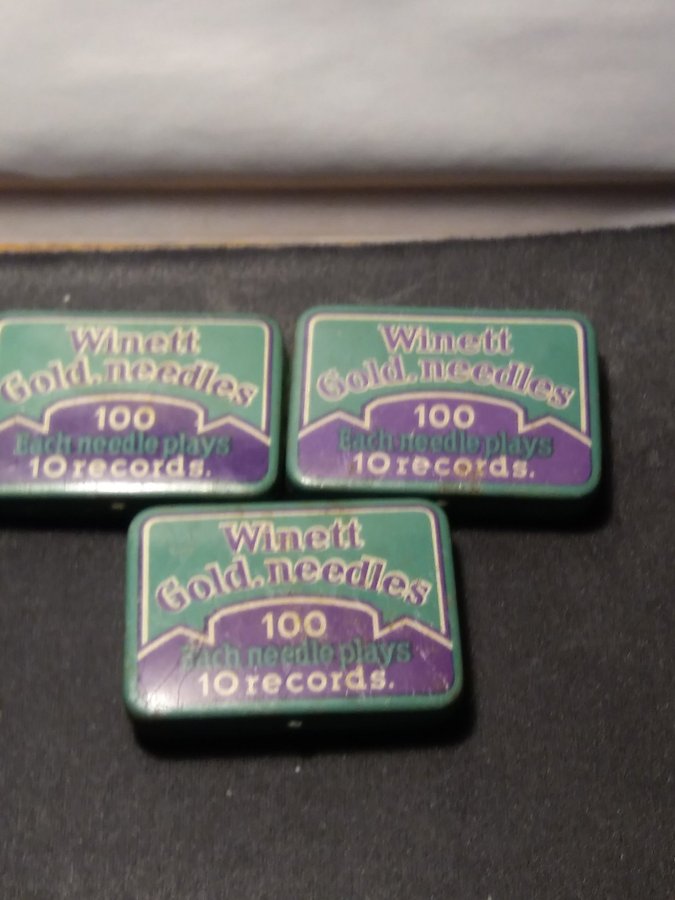 Winett
Gold. needles
100
Each needle plays
10 records.
Winett
Gold. needles
100
Each needle plays
10 records.
Winett
Gold. needles
100
Each needle plays
10 records.